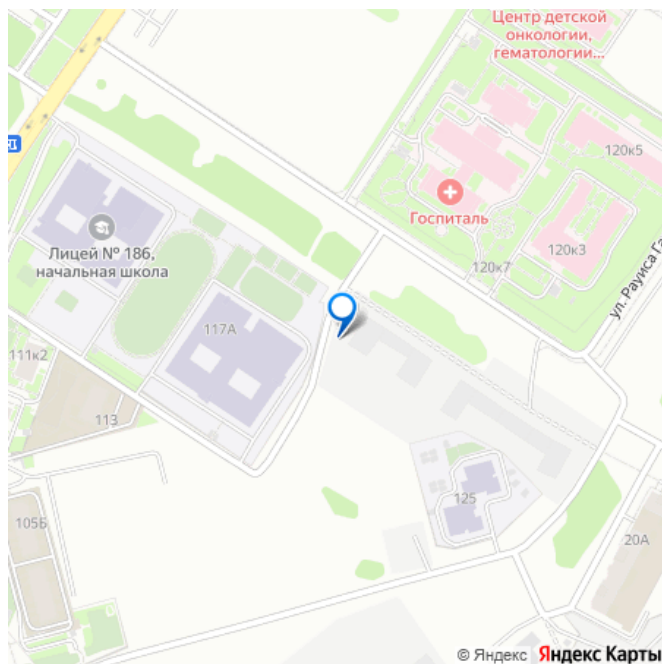 Центр детской
онкологии,
гематологии...
120к5
Госпиталь
Лицей № 186,
начальная школа
120к3
120к7
ул. Рауиса Га
117А
111к2
113
125
105Б
20А
© Яндекс Яндекс Карты